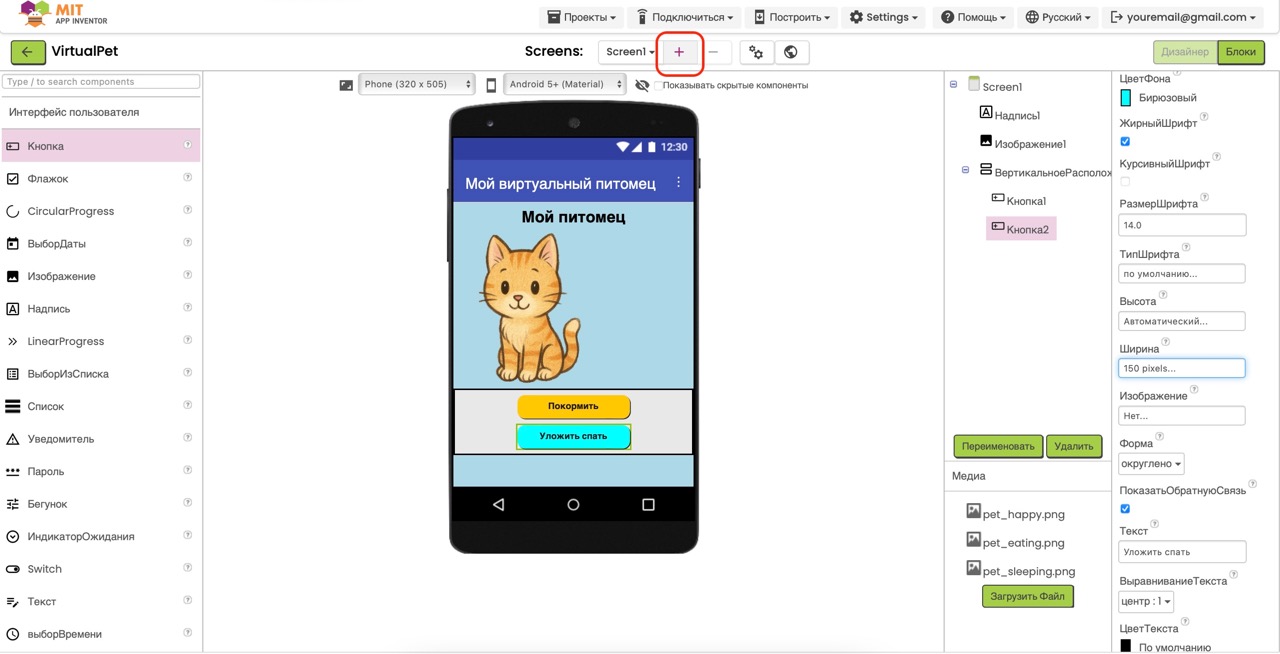 MIT
APP INVENTOR
Проекты
Подключиться
Построить
Settings
Помощь
Русский
youremail@gmail.com
VirtualPet
Screens:
Screen1
Дизайнер
Блоки
Type / to search components
Интерфейс пользователя
Кнопка
Флажок
CircularProgress
ВыборДаты
Изображение
Надпись
LinearProgress
ВыборИзСписка
Список
Уведомитель
Пароль
Бегунок
ИндикаторОжидания
Switch
Текст
выборВремени
Phone (320 x 505)
Android 5+ (Material)
Показывать скрытые компоненты
12:30
Мой виртуальный питомец
Мой питомец
Покормить
Уложить спать
Screen1
Надпись1
Изображение1
ВертикальноеРасполож
Кнопка1
Кнопка2
Переименовать
Удалить
Медиа
pet_happy.png
pet_eating.png
pet_sleeping.png
Загрузить Файл
ЦветФона
Бирюзовый
ЖирныйШрифт
КурсивныйШрифт
РазмерШрифта
14.0
ТипШрифта
по умолчанию...
Высота
Автоматический...
Ширина
150 pixels...
Изображение
Нет...
Форма
округлено
ПоказатьОбратнуюСвязь
Текст
Уложить спать
ВыравниваниеТекста
центр : 1
ЦветТекста
По умолчанию